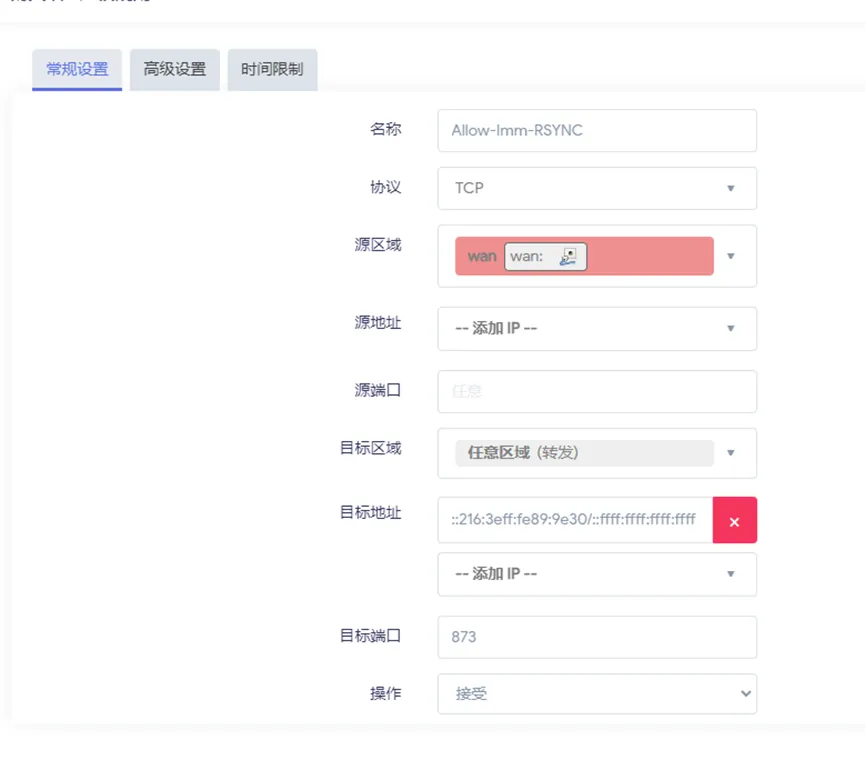 常规设置 高级设置 时间限制
名称 Allow-Imm-RSYNC
协议 TCP
源区域 wan wan:
源地址 -- 添加 IP --
源端口 任意
目标区域 任意区域 (转发)
目标地址 ::216:3eff:fe89:9e30/::ffff:ffff:ffff:ffff
-- 添加 IP --
目标端口 873
操作 接受